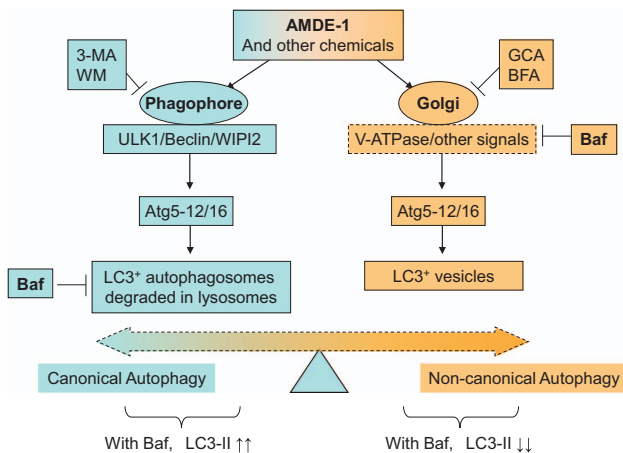 AMDE-1
And other chemicals
3-MA
WM
GCA
BFA
Phagophore
Golgi
ULK1/Beclin/WIPI2
V-ATPase/other signals
Baf
Atg5-12/16
Atg5-12/16
Baf
LC3⁺ autophagosomes
degraded in lysosomes
LC3⁺ vesicles
Canonical Autophagy
Non-canonical Autophagy
With Baf, LC3-II ↑↑
With Baf, LC3-II ↓↓